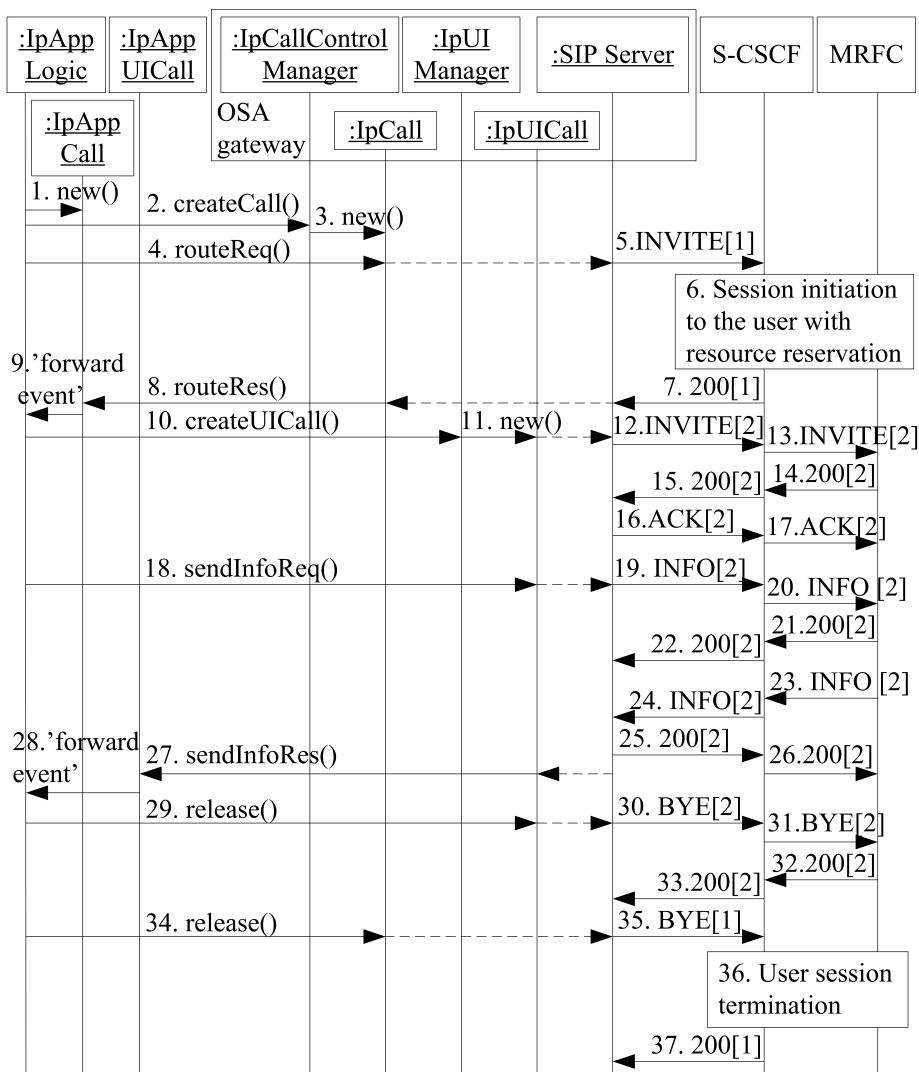 :IpApp
Logic
:IpApp
UICall
:IpCallControl
Manager
:IpUI
Manager
:SIP Server
S-CSCF
MRFC
:IpApp
Call
OSA
gateway
:IpCall
:IpUICall
1. new()
2. createCall()
3. new()
4. routeReq()
5.INVITE[1]
6. Session initiation
to the user with
resource reservation
7. 200[1]
8. routeRes()
9.’forward
event’
10. createUICall()
11. new()
12.INVITE[2]
13.INVITE[2]
14.200[2]
15. 200[2]
16.ACK[2]
17.ACK[2]
18. sendInfoReq()
19. INFO[2]
20. INFO [2]
21.200[2]
22. 200[2]
23. INFO [2]
24. INFO[2]
25. 200[2]
26.200[2]
27. sendInfoRes()
28.’forward
event’
29. release()
30. BYE[2]
31.BYE[2]
32.200[2]
33.200[2]
34. release()
35. BYE[1]
36. User session
termination
37. 200[1]